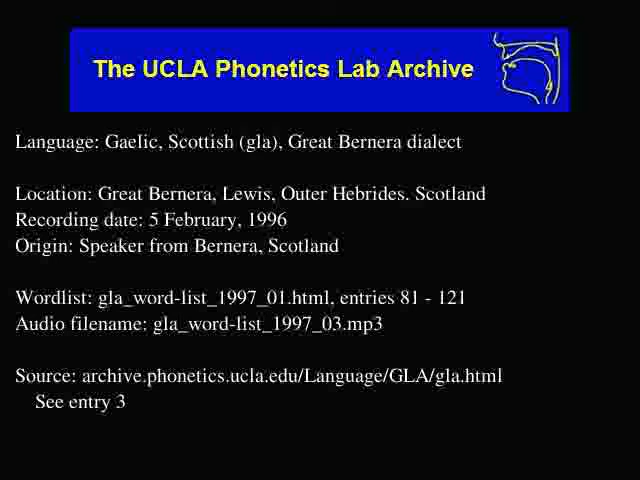 The UCLA Phonetics Lab Archive
Language: Gaelic, Scottish (gla), Great Bernera dialect
Location: Great Bernera, Lewis, Outer Hebrides. Scotland
Recording date: 5 February, 1996
Origin: Speaker from Bernera, Scotland
Wordlist: gla_word-list_1997_01.html, entries 81 - 121
Audio filename: gla_word-list_1997_03.mp3
Source: archive.phonetics.ucla.edu/Language/GLA/gla.html
See entry 3